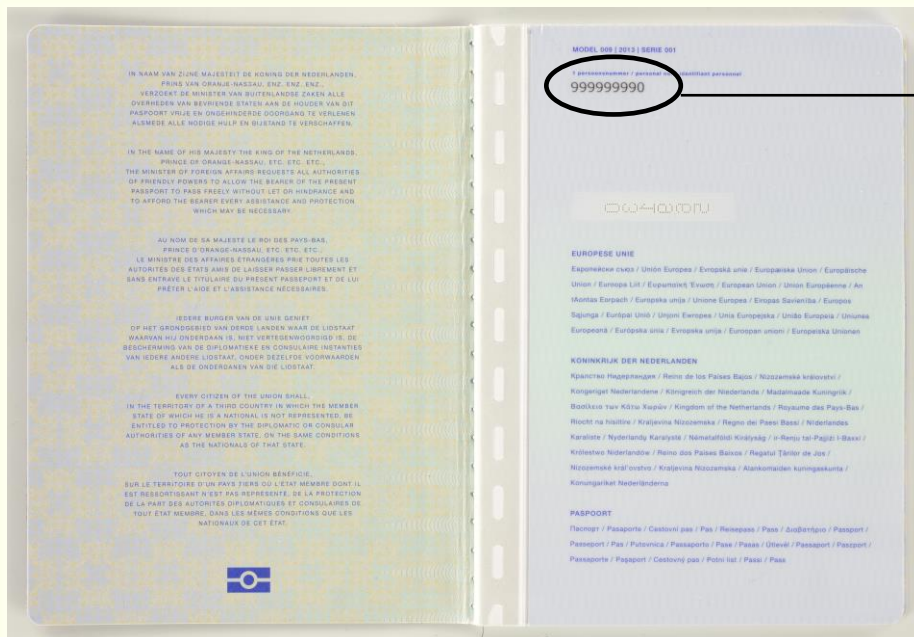 IN NAAM VAN ZIJNE MAJESTEIT DE KONING DER NEDERLANDEN,
PRINS VAN ORANJE-NASSAU, ENZ. ENZ. ENZ.,
VERZOEKT DE MINISTER VAN BUITENLANDSE ZAKEN ALLE
OVERHEDEN VAN BEVRIENDE STATEN AAN DE HOUDER VAN DIT
PASPOORT VRIJE EN ONGEHINDERDE DOORGANG TE VERLENEN
ALSMEDE ALLE NODIGE HULP EN BIJSTAND TE VERSCHAFFEN.
IN THE NAME OF HIS MAJESTY THE KING OF THE NETHERLANDS,
PRINCE OF ORANGE-NASSAU, ETC. ETC. ETC.,
THE MINISTER OF FOREIGN AFFAIRS REQUESTS ALL AUTHORITIES
OF FRIENDLY POWERS TO ALLOW THE BEARER OF THE PRESENT
PASSPORT TO PASS FREELY WITHOUT LET OR HINDRANCE AND
TO AFFORD THE BEARER EVERY ASSISTANCE AND PROTECTION
WHICH MAY BE NECESSARY.
AU NOM DE SA MAJESTÉ LE ROI DES PAYS-BAS,
PRINCE D'ORANGE-NASSAU, ETC. ETC. ETC.,
LE MINISTRE DES AFFAIRES ÉTRANGÈRES PRIE TOUTES LES
AUTORITÉS DES ÉTATS AMIS DE LAISSER PASSER LIBREMENT ET
SANS ENTRAVE LE TITULAIRE DU PRÉSENT PASSEPORT ET DE LUI
PRÊTER L'AIDE ET L'ASSISTANCE NÉCESSAIRES.
IEDERE BURGER VAN DE UNIE GENIET
OP HET GRONDGEBIED VAN DERDE LANDEN WAAR DE LIDSTAAT
WAARVAN HIJ ONDERDAAN IS, NIET VERTEGENWOORDIGD IS, DE
BESCHERMING VAN DE DIPLOMATIEKE EN CONSULAIRE INSTANTIES
VAN IEDERE ANDERE LIDSTAAT, ONDER DEZELFDE VOORWAARDEN
ALS DE ONDERDANEN VAN DIE LIDSTAAT.
EVERY CITIZEN OF THE UNION SHALL,
IN THE TERRITORY OF A THIRD COUNTRY IN WHICH THE MEMBER
STATE OF WHICH HE IS A NATIONAL IS NOT REPRESENTED, BE
ENTITLED TO PROTECTION BY THE DIPLOMATIC OR CONSULAR
AUTHORITIES OF ANY MEMBER STATE, ON THE SAME CONDITIONS
AS THE NATIONALS OF THAT STATE.
TOUT CITOYEN DE L'UNION BÉNÉFICIE,
SUR LE TERRITOIRE D'UN PAYS TIERS OÙ L'ÉTAT MEMBRE DONT IL
EST RESSORTISSANT N'EST PAS REPRÉSENTÉ, DE LA PROTECTION
DE LA PART DES AUTORITÉS DIPLOMATIQUES ET CONSULAIRES DE
TOUT ÉTAT MEMBRE, DANS LES MÊMES CONDITIONS QUE LES
NATIONAUX DE CET ÉTAT.
MODEL 009 | 2013 | SERIE 001
persoonsnummer / personal identifiant personnel
999999990
EUROPESE UNIE
Европейски съюз / Unión Europea / Evropská unie / Europæiske Union / Europäische
Union / Euroopa Liit / Ευρωπαϊκή Ένωση / European Union / Union Européenne / An
tAontas Eorpach / Europska unija / Unione Europea / Eiropas Savienība / Europos
Sąjunga / Európai Unió / Unjoni Ewropea / Unia Europejska / União Europeia / Uniunea
Europeană / Európska únia / Evropska unija / Euroopan unioni / Europeiska Unionen
KONINKRIJK DER NEDERLANDEN
Кралство Нидерландия / Reino de los Países Bajos / Nizozemské království /
Kongeriget Nederlandene / Königreich der Niederlande / Madalmaade Kuningriik /
Βασίλειο των Κάτω Χωρών / Kingdom of the Netherlands / Royaume des Pays-Bas /
Ríocht na hÍsiltíre / Kraljevina Nizozemska / Regno dei Paesi Bassi / Nīderlandes
Karaliste / Nyderlandų Karalystė / Németalföldi Királyság / Ir-Renju tal-Pajjiżi l-Baxxi /
Królestwo Niderlandów / Reino dos Países Baixos / Regatul Țărilor de Jos /
Nizozemské kráľovstvo / Kraljevina Nizozemska / Alankomaiden kuningaskunta /
Konungariket Nederländerna
PASPOORT
Паспорт / Pasaporte / Cestovní pas / Pas / Reisepass / Pass / Διαβατήριο / Passport /
Passeport / Pas / Putovnica / Passaporto / Pase / Pasas / Útlevél / Passaport / Paszport /
Passaporte / Pașaport / Cestovný pas / Potni list / Passi / Pass